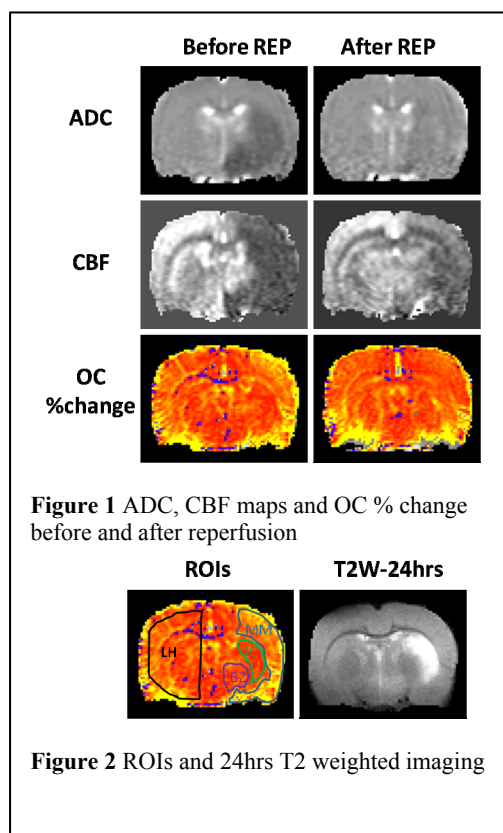 Before REP After REP
ADC
CBF
OC
%change
Figure 1 ADC, CBF maps and OC % change
before and after reperfusion
ROIs T2W-24hrs
MM
LH
BZ
Figure 2 ROIs and 24hrs T2 weighted imaging